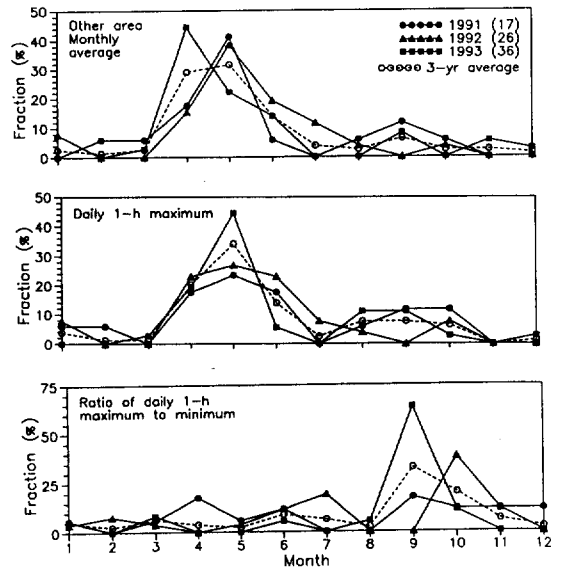 50
40
30
20
10
0
Fraction (%)
Other area
Monthly
average
1991 (17)
1992 (26)
1993 (36)
3-yr average
50
40
30
20
10
0
Fraction (%)
Daily 1-h maximum
75
50
25
0
Fraction (%)
Ratio of daily 1-h
maximum to minimum
1 2 3 4 5 6 7 8 9 10 11 12
Month